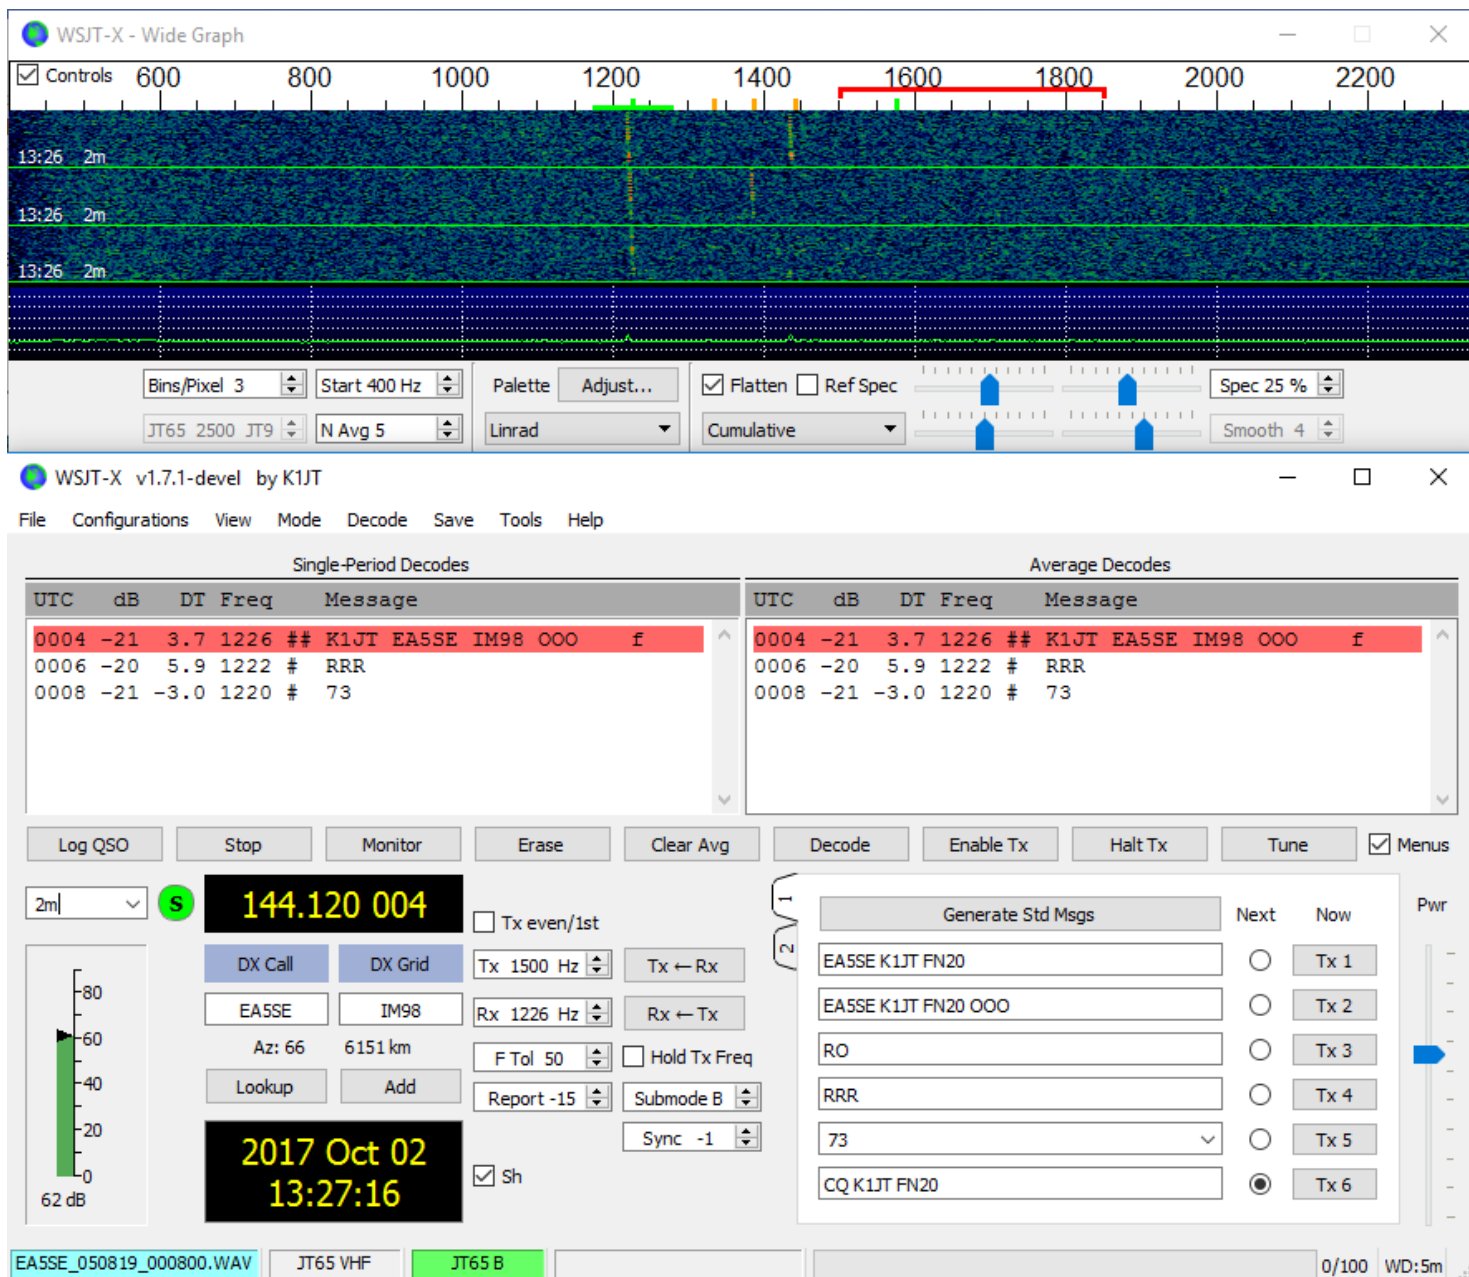 WSJT-X - Wide Graph
Controls 600 800 1000 1200 1400 1600 1800 2000 2200
13:26 2m
13:26 2m
13:26 2m
Bins/Pixel 3 Start 400 Hz Palette Adjust... Flatten Ref Spec Spec 25 %
JT65 2500 JT9 N Avg 5 Linrad Cumulative Smooth 4
WSJT-X v1.7.1-devel by K1JT
File Configurations View Mode Decode Save Tools Help
Single-Period Decodes Average Decodes
UTC dB DT Freq Message UTC dB DT Freq Message
0004 -21 3.7 1226 ## K1JT EA5SE IM98 OOO f 0004 -21 3.7 1226 ## K1JT EA5SE IM98 OOO f
0006 -20 5.9 1222 # RRR 0006 -20 5.9 1222 # RRR
0008 -21 -3.0 1220 # 73 0008 -21 -3.0 1220 # 73
Log QSO Stop Monitor Erase Clear Avg Decode Enable Tx Halt Tx Tune Menus
2m S 144.120 004 Tx even/1st 1 Generate Std Msgs Next Now Pwr
DX Call DX Grid Tx 1500 Hz Tx ← Rx 2 EA5SE K1JT FN20 Tx 1
EA5SE IM98 Rx 1226 Hz Rx ← Tx EA5SE K1JT FN20 OOO Tx 2
Az: 66 6151 km F Tol 50 Hold Tx Freq RO Tx 3
Lookup Add Report -15 Submode B RRR Tx 4
2017 Oct 02 Sync -1 73 Tx 5
13:27:16 Sh CQ K1JT FN20 Tx 6
80
60
40
20
0
62 dB
EA5SE_050819_000800.WAV JT65 VHF JT65 B 0/100 WD:5m